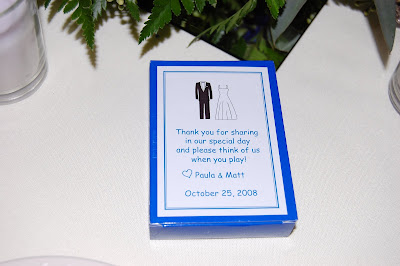 Thank you for sharing
in our special day
and please think of us
when you play!
Paula & Matt
October 25, 2008